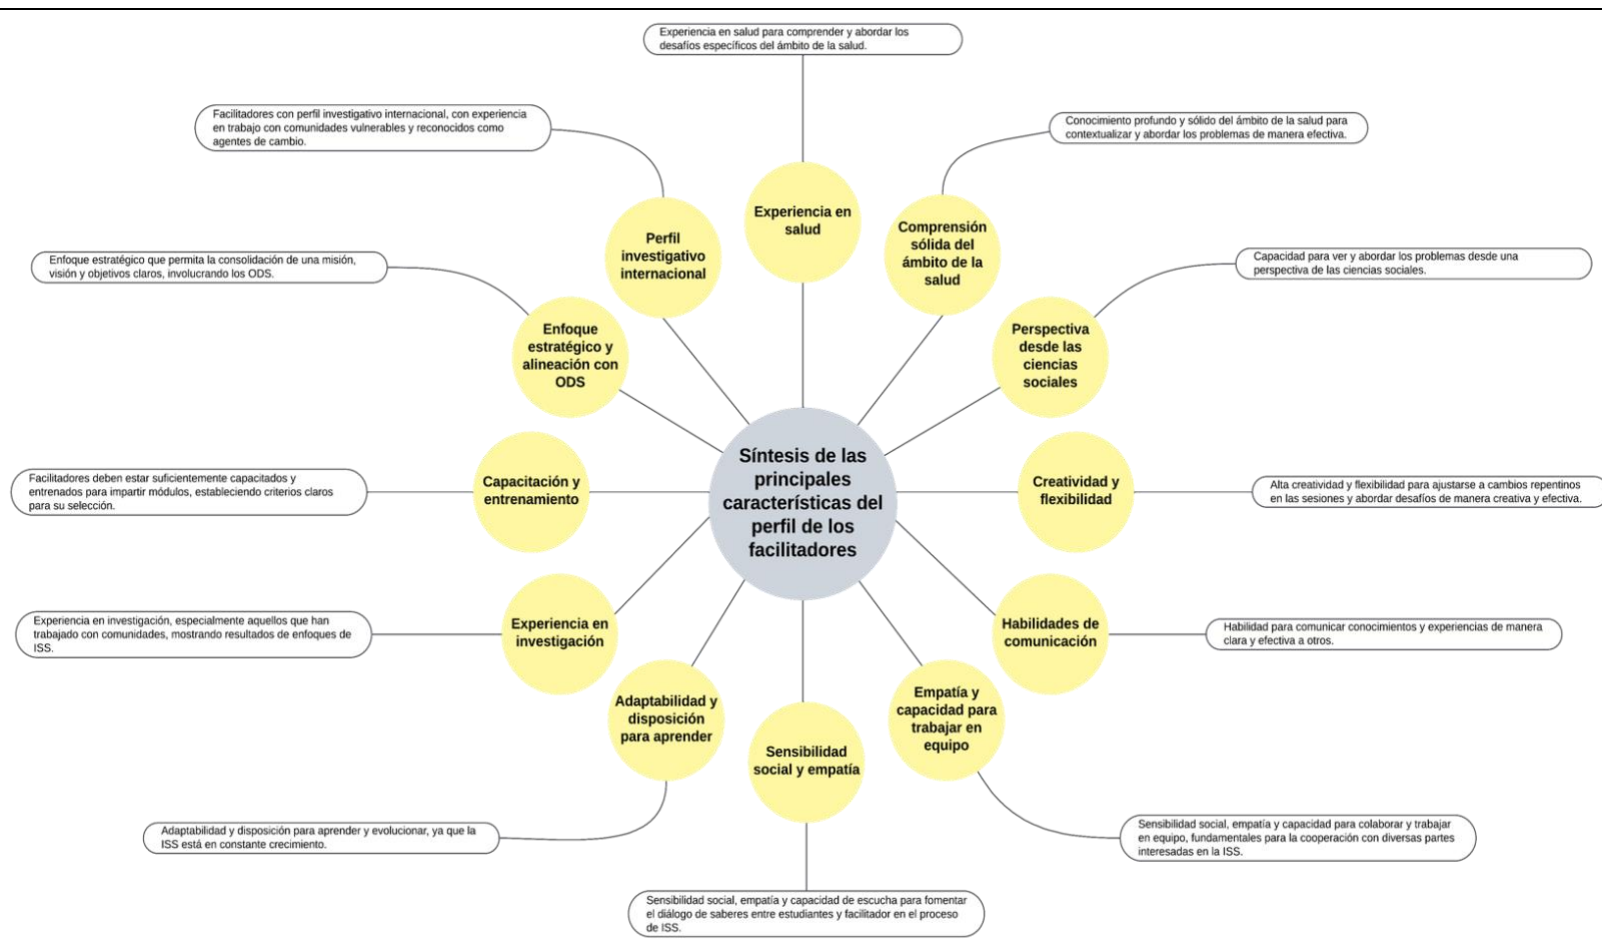 Experiencia en salud para comprender y abordar los
desafíos específicos del ámbito de la salud.
Facilitadores con perfil investigativo internacional, con experiencia
en trabajo con comunidades vulnerables y reconocidos como
agentes de cambio.
Conocimiento profundo y sólido del ámbito de la salud para
contextualizar y abordar los problemas de manera efectiva.
Experiencia en
salud
Perfil
investigativo
internacional
Comprensión
sólida del
ámbito de la
salud
Enfoque estratégico que permita la consolidación de una misión,
visión y objetivos claros, involucrando los ODS.
Capacidad para ver y abordar los problemas desde una
perspectiva de las ciencias sociales.
Enfoque
estratégico y
alineación con
ODS
Perspectiva
desde las
ciencias
sociales
Síntesis de las
principales
características del
perfil de los
facilitadores
Facilitadores deben estar suficientemente capacitados y
entrenados para impartir módulos, estableciendo criterios claros
para su selección.
Capacitación y
entrenamiento
Creatividad y
flexibilidad
Alta creatividad y flexibilidad para ajustarse a cambios repentinos
en las sesiones y abordar desafíos de manera creativa y efectiva.
Experiencia en investigación, especialmente aquellos que han
trabajado con comunidades, mostrando resultados de enfoques de
ISS.
Experiencia en
investigación
Habilidades de
comunicación
Habilidad para comunicar conocimientos y experiencias de manera
clara y efectiva a otros.
Adaptabilidad y
disposición
para aprender
Empatía y
capacidad para
trabajar en
equipo
Sensibilidad
social y empatía
Adaptabilidad y disposición para aprender y evolucionar, ya que la
ISS está en constante crecimiento.
Sensibilidad social, empatía y capacidad para colaborar y trabajar
en equipo, fundamentales para la cooperación con diversas partes
interesadas en la ISS.
Sensibilidad social, empatía y capacidad de escucha para fomentar
el diálogo de saberes entre estudiantes y facilitador en el proceso
de ISS.